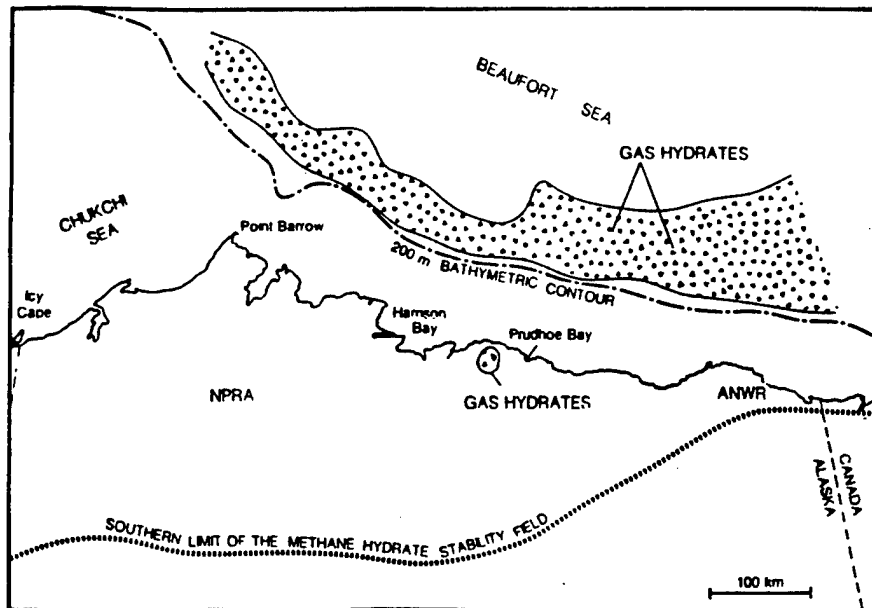 BEAUFORT SEA
GAS HYDRATES
CHUKCHI
SEA
Point Barrow
200 m BATHYMETRIC CONTOUR
Icy
Cape
Harrison
Bay
Prudhoe Bay
NPRA
GAS HYDRATES
ANWR
CANADA
ALASKA
SOUTHERN LIMIT OF THE METHANE HYDRATE STABILITY FIELD
100 km